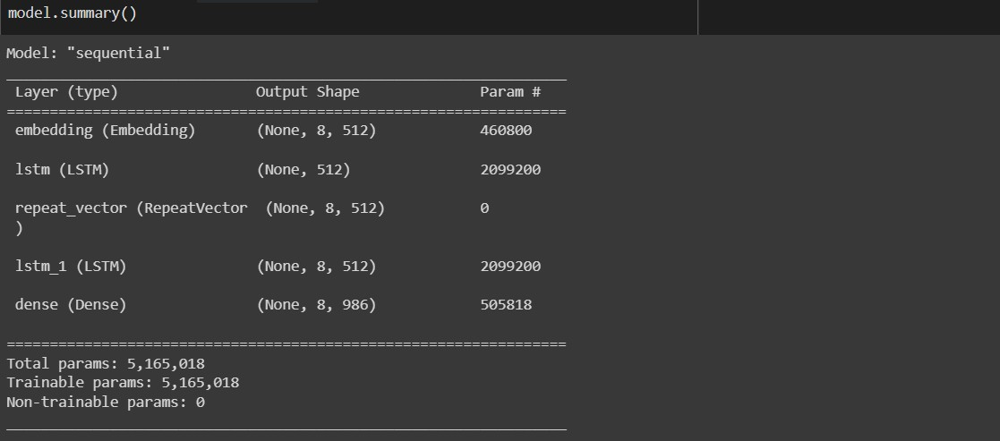 model.summary()
Model: "sequential"
_________________________________________________________________
Layer (type) Output Shape Param #
=================================================================
embedding (Embedding) (None, 8, 512) 460800
lstm (LSTM) (None, 512) 2099200
repeat_vector (RepeatVector (None, 8, 512) 0
)
lstm_1 (LSTM) (None, 8, 512) 2099200
dense (Dense) (None, 8, 986) 505818
=================================================================
Total params: 5,165,018
Trainable params: 5,165,018
Non-trainable params: 0
_________________________________________________________________